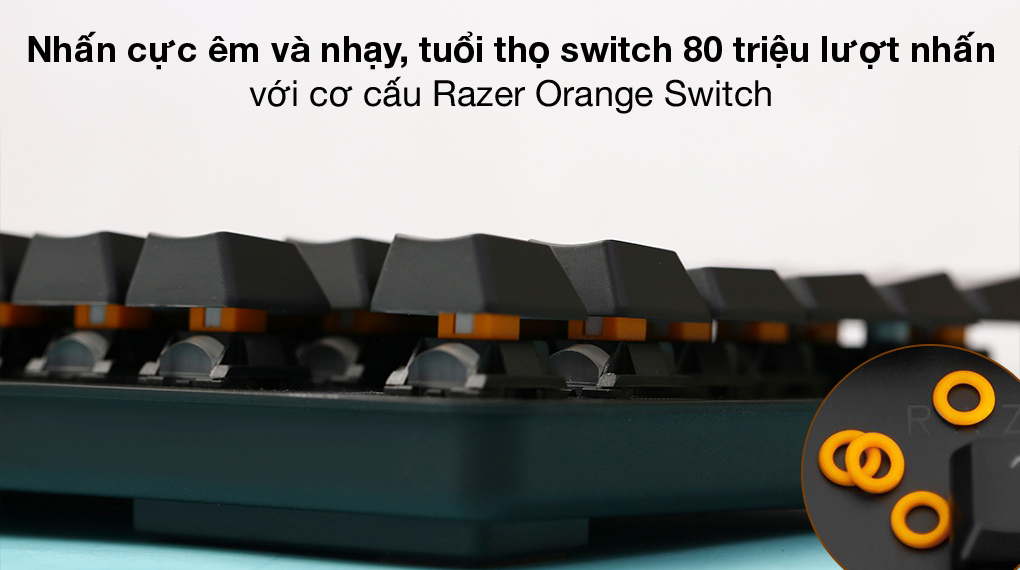 Nhấn cực êm và nhạy, tuổi thọ switch 80 triệu lượt nhấn
với cơ cấu Razer Orange Switch